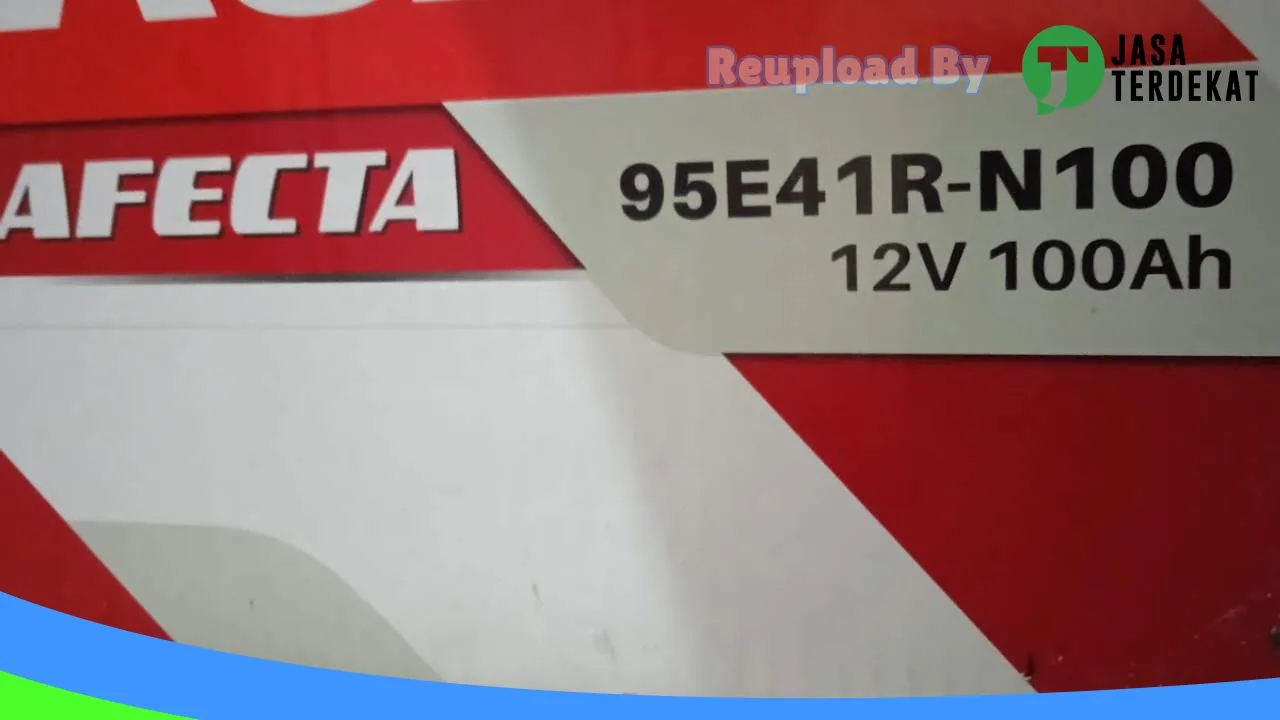 Reupload By
JASA
TERDEKAT
AFECTA
95E41R-N100
12V 100Ah